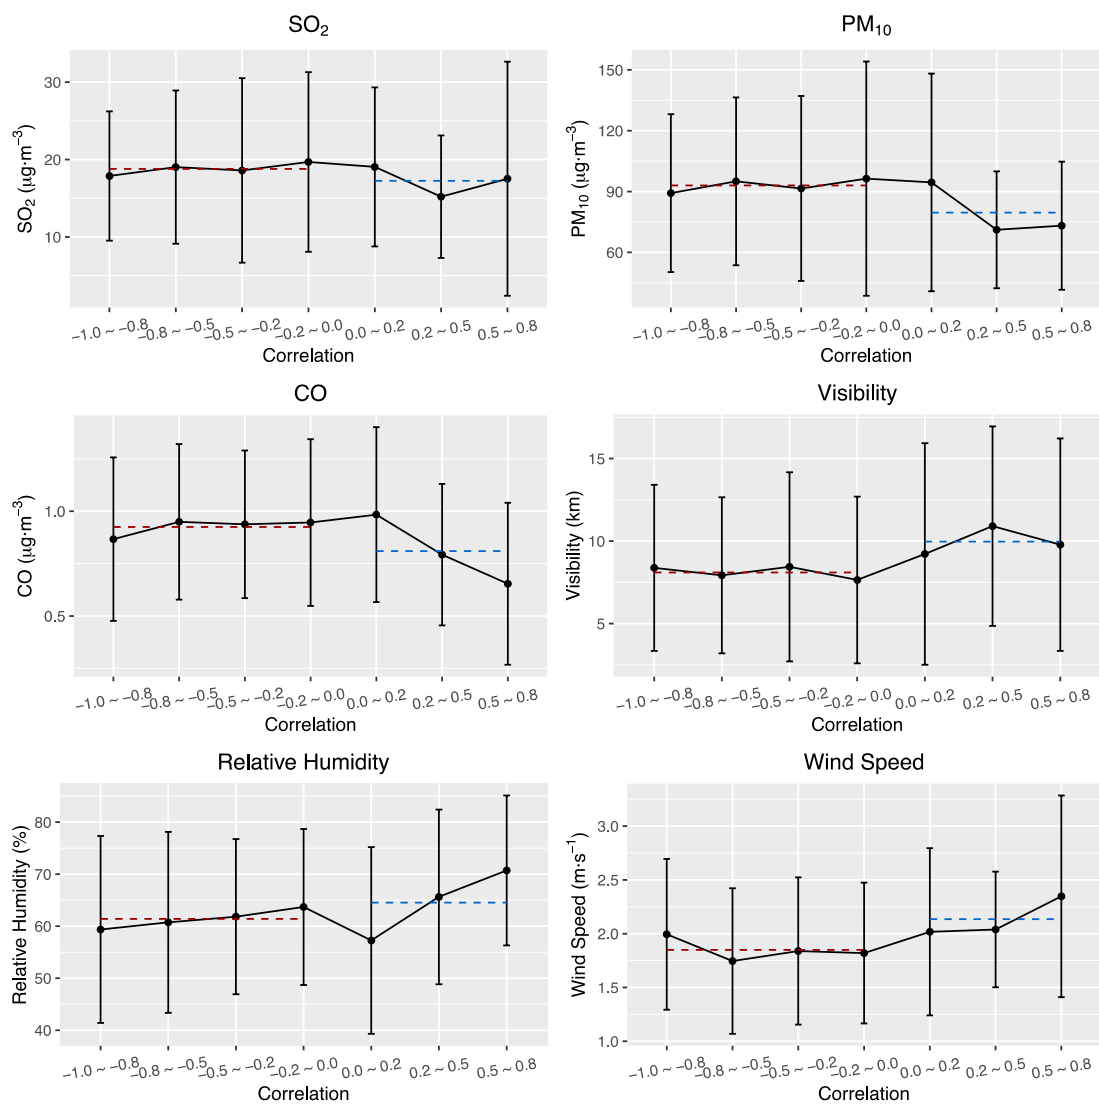 SO₂
SO₂ (μg·m⁻³)
30
20
10
−1.0 ~ −0.8
−0.8 ~ −0.5
−0.5 ~ −0.2
−0.2 ~ 0.0
0.0 ~ 0.2
0.2 ~ 0.5
0.5 ~ 0.8
Correlation
PM₁₀
PM₁₀ (μg·m⁻³)
150
120
90
60
−1.0 ~ −0.8
−0.8 ~ −0.5
−0.5 ~ −0.2
−0.2 ~ 0.0
0.0 ~ 0.2
0.2 ~ 0.5
0.5 ~ 0.8
Correlation
CO
CO (μg·m⁻³)
1.0
0.5
−1.0 ~ −0.8
−0.8 ~ −0.5
−0.5 ~ −0.2
−0.2 ~ 0.0
0.0 ~ 0.2
0.2 ~ 0.5
0.5 ~ 0.8
Correlation
Visibility
Visibility (km)
15
10
5
−1.0 ~ −0.8
−0.8 ~ −0.5
−0.5 ~ −0.2
−0.2 ~ 0.0
0.0 ~ 0.2
0.2 ~ 0.5
0.5 ~ 0.8
Correlation
Relative Humidity
Relative Humidity (%)
80
70
60
50
40
−1.0 ~ −0.8
−0.8 ~ −0.5
−0.5 ~ −0.2
−0.2 ~ 0.0
0.0 ~ 0.2
0.2 ~ 0.5
0.5 ~ 0.8
Correlation
Wind Speed
Wind Speed (m·s⁻¹)
3.0
2.5
2.0
1.5
1.0
−1.0 ~ −0.8
−0.8 ~ −0.5
−0.5 ~ −0.2
−0.2 ~ 0.0
0.0 ~ 0.2
0.2 ~ 0.5
0.5 ~ 0.8
Correlation